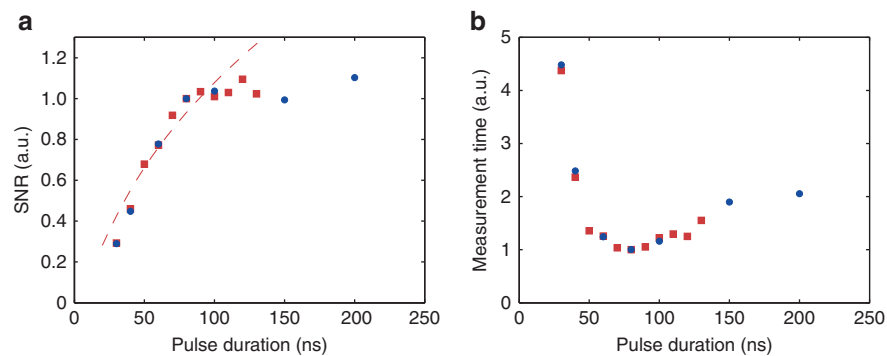 a
SNR (a.u.)
1.2
1.0
0.8
0.6
0.4
0.2
0
0 50 100 150 200 250
Pulse duration (ns)
b
Measurement time (a.u.)
5
4
3
2
1
0
0 50 100 150 200 250
Pulse duration (ns)